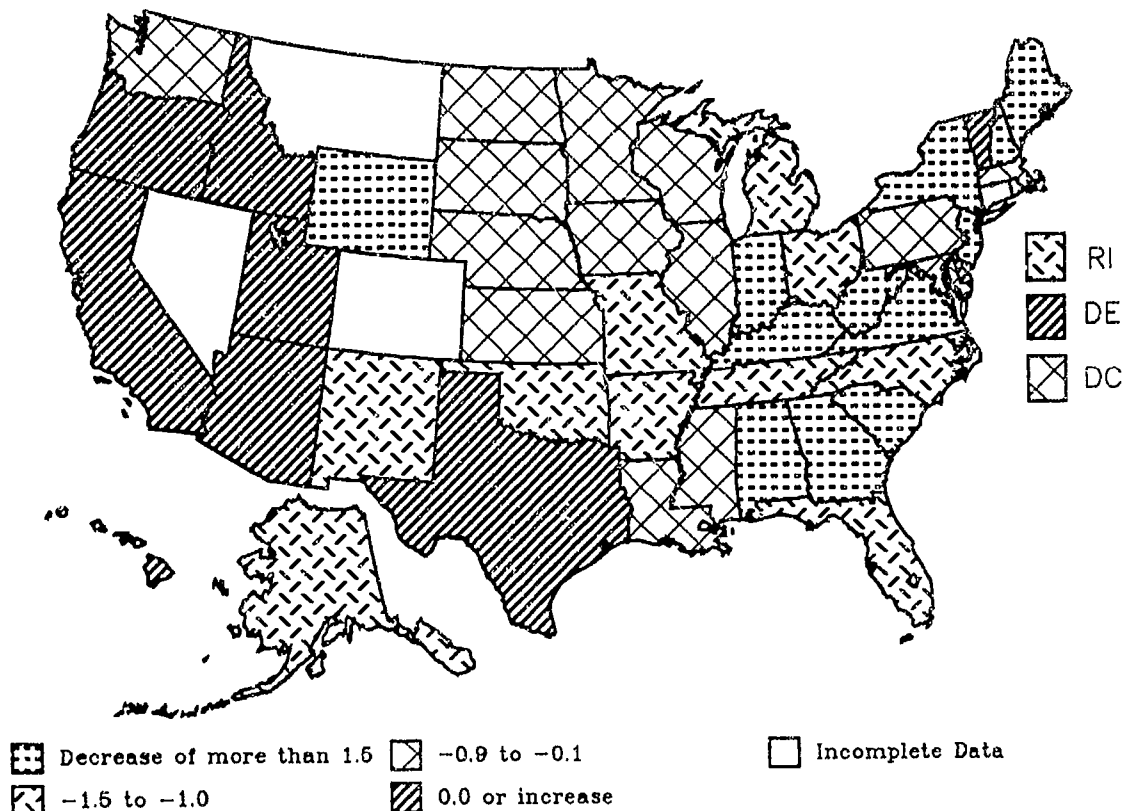 RI
DE
DC
Decrease of more than 1.5
-0.9 to -0.1
Incomplete Data
-1.5 to -1.0
0.0 or increase